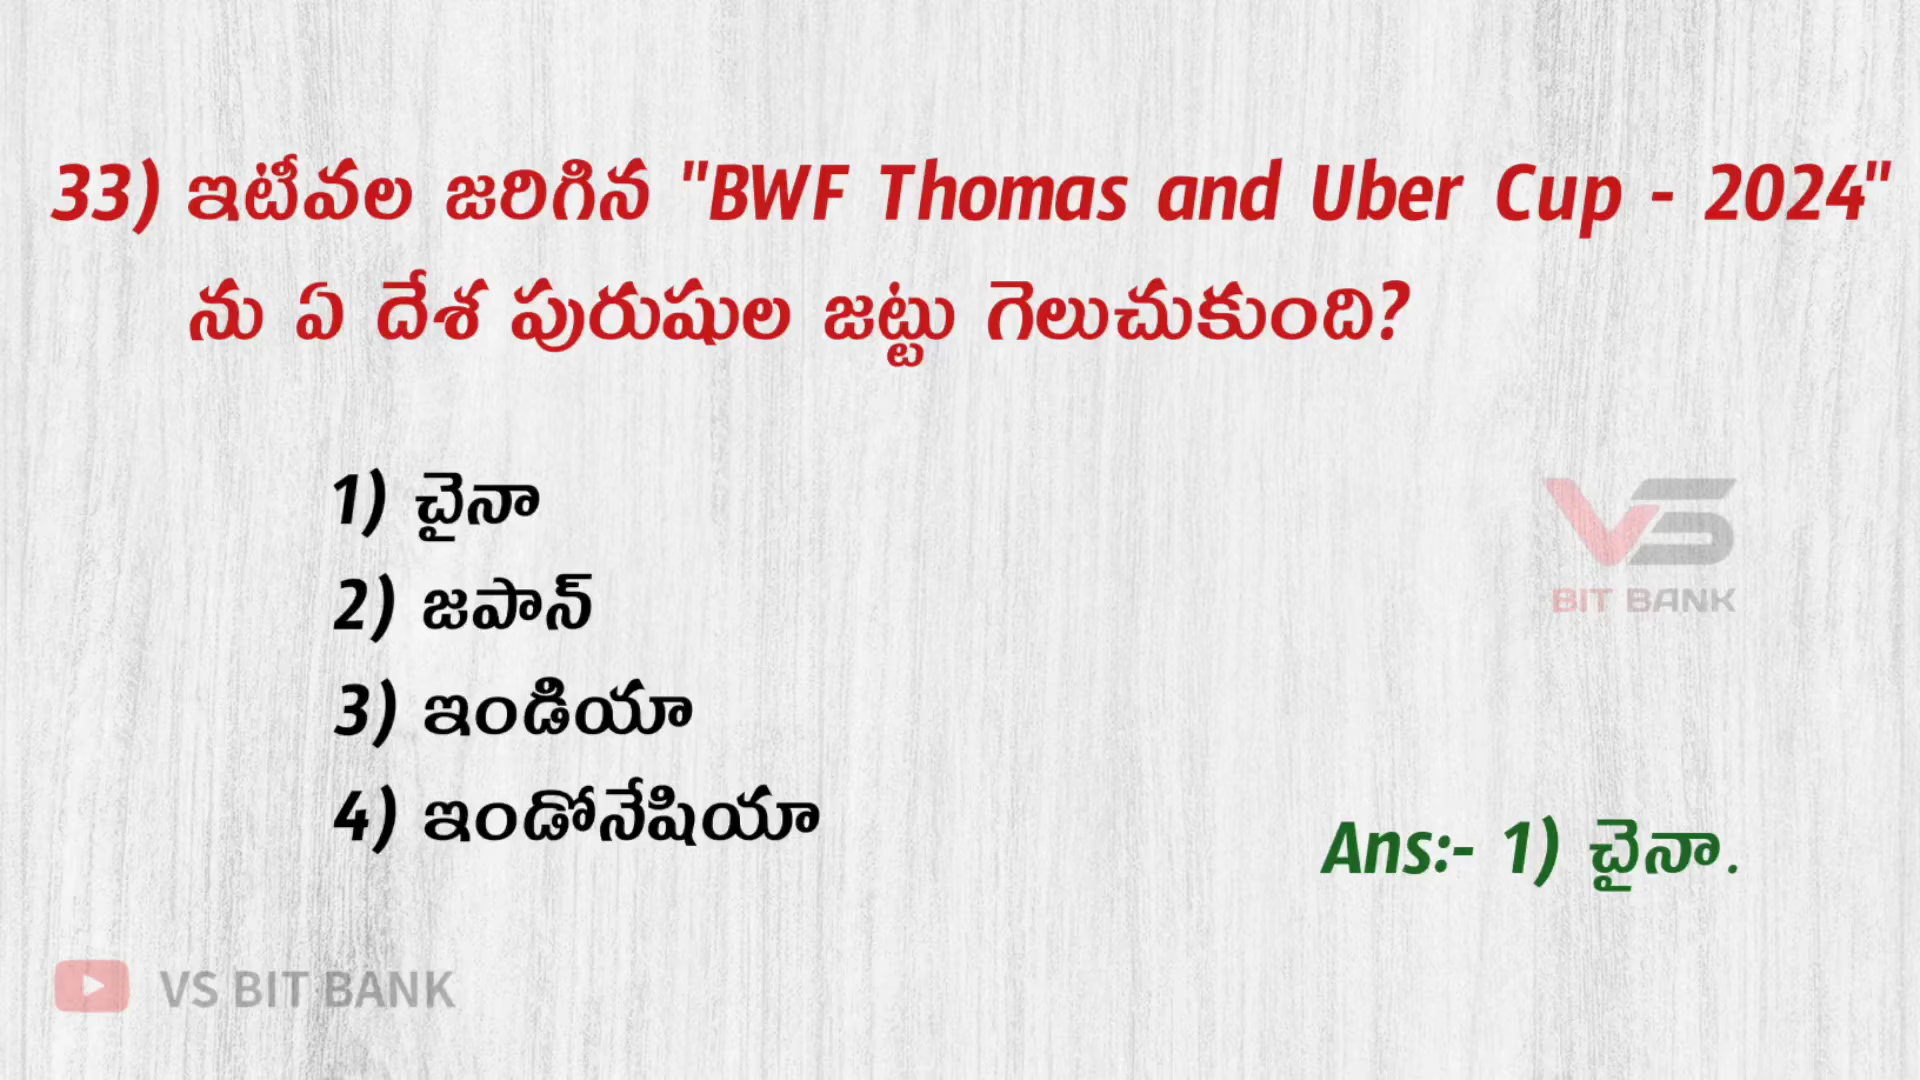 33) ఇటీవల జరిగిన "BWF Thomas and Uber Cup - 2024"
ను ఏ దేశ పురుషుల జట్టు గెలుచుకుంది?
1) చైనా
2) జపాన్
3) ఇండియా
4) ఇండోనేషియా
VS
BIT BANK
Ans:- 1) చైనా.
VS BIT BANK